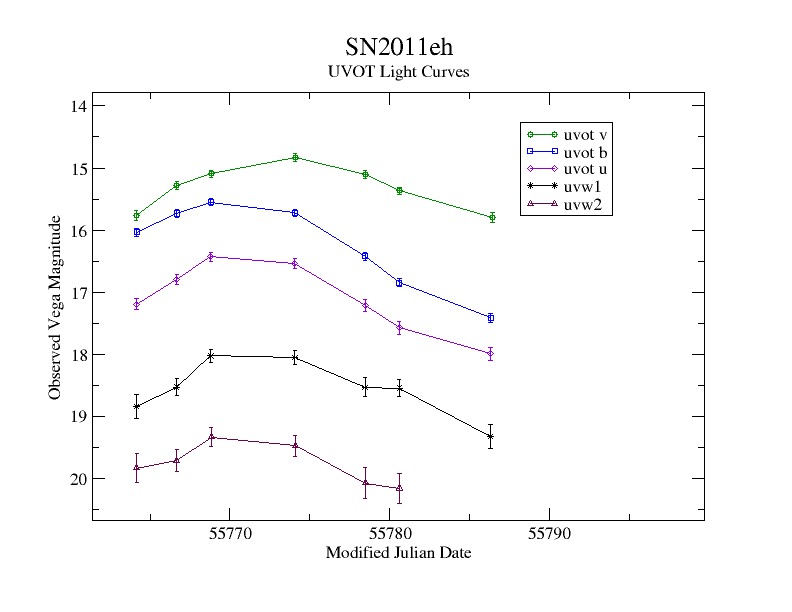 SN2011eh
UVOT Light Curves
14
15
16
17
18
19
20
Observed Vega Magnitude
uvot v
uvot b
uvot u
uvw1
uvw2
55770
55780
55790
Modified Julian Date